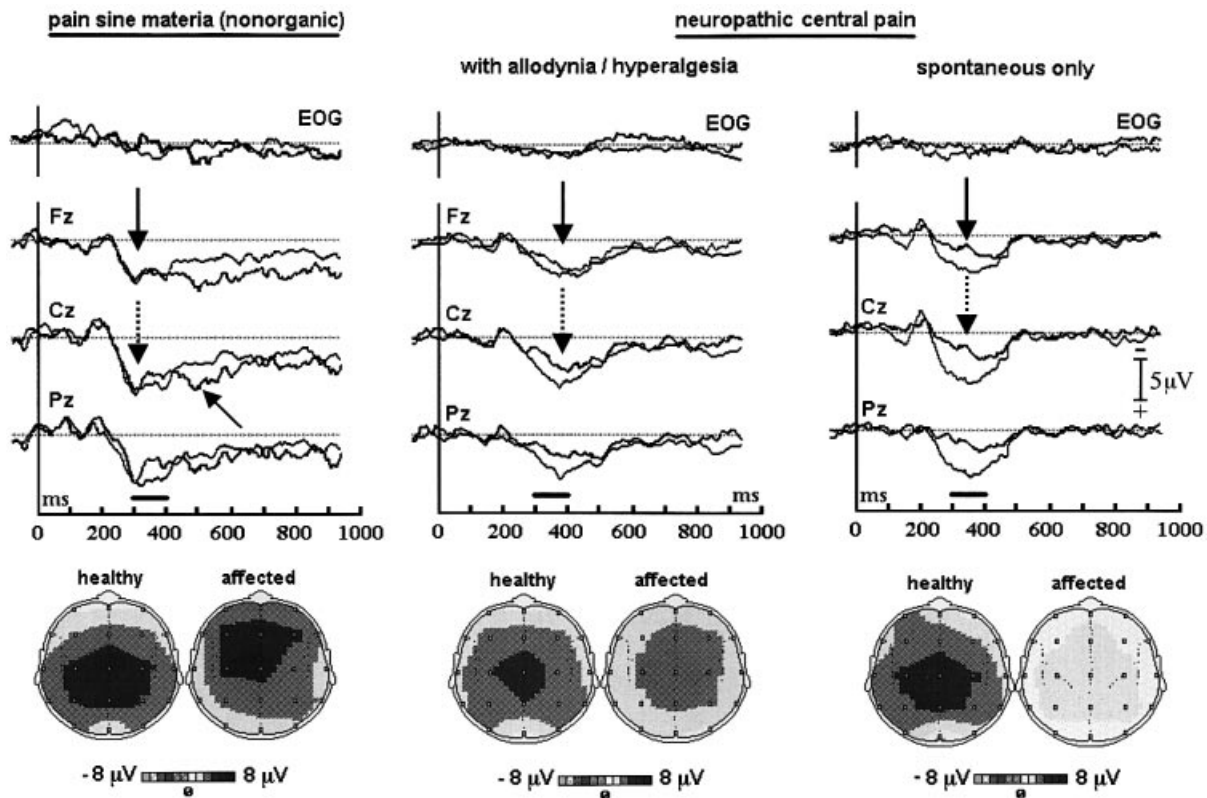 pain sine materia (nonorganic)
neuropathic central pain
with allodynia / hyperalgesia
spontaneous only
EOG
EOG
EOG
Fz
Cz
Pz
ms
0 200 400 600 800 1000
Fz
Cz
Pz
ms
0 200 400 600 800 1000
Fz
Cz
Pz
-
5µV
+
ms
0 200 400 600 800 1000
healthy affected
healthy affected
healthy affected
- 8 µV 8 µV
0
- 8 µV 8 µV
0
- 8 µV 8 µV
0